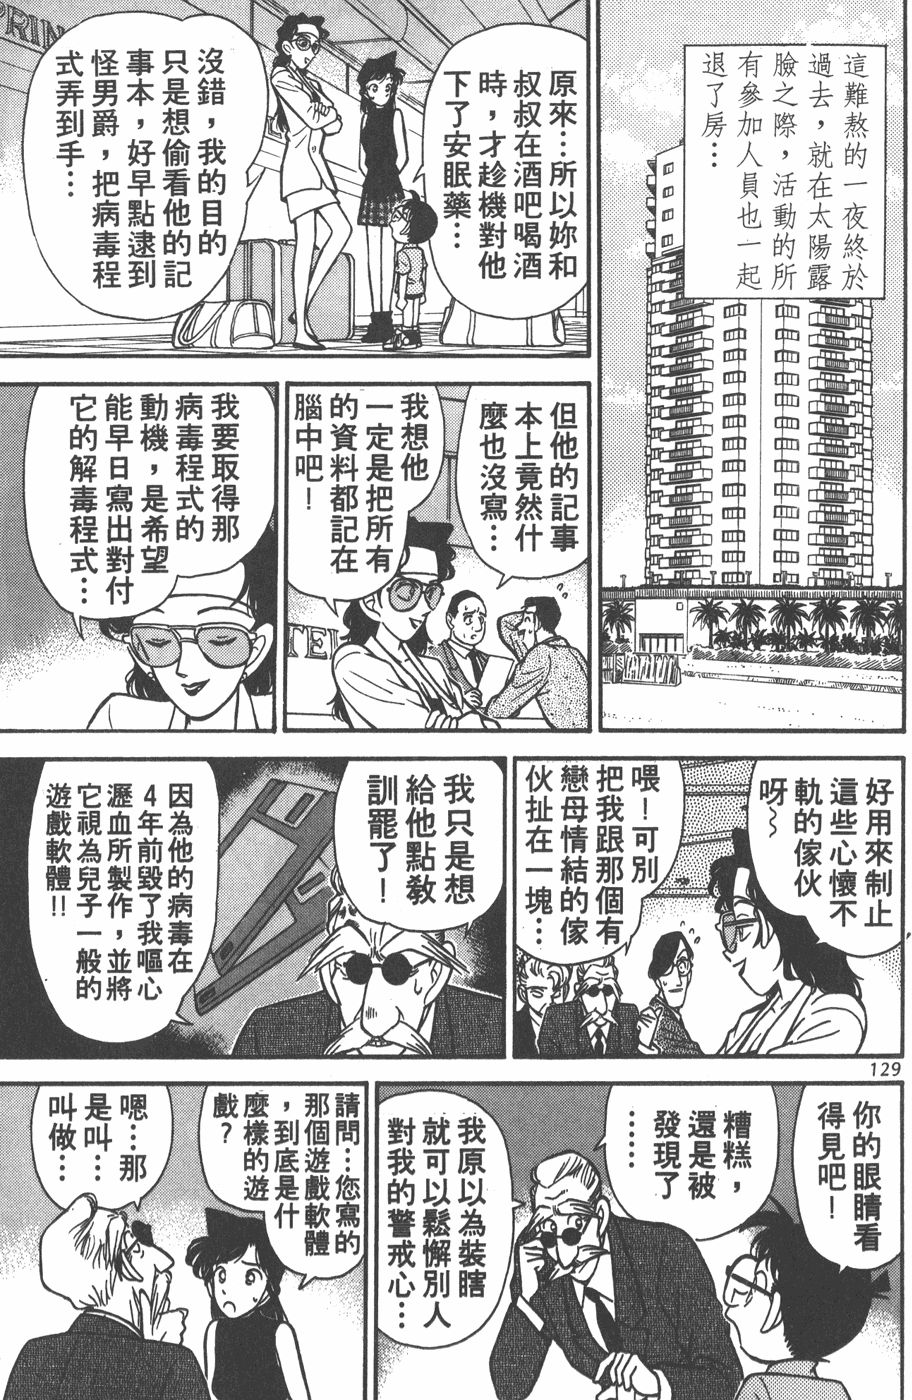 這難熬的一夜終於
過去，就在太陽露
臉之際，活動的所
有參加人員也一起
退了房…
原來…所以妳和
叔叔在酒吧喝酒
時，才趁機對他
下了安眠藥…
PRIN
沒錯，我的目的
只是想偷看他的記
事本，好早點逮到
怪男爵，把病毒程
式弄到手…
但他的記事
本上竟然什
麼也沒寫…
我想他
一定是把所有
的資料都記在
腦中吧！
TEL
我要取得那
病毒程式的
動機，是希望
能早日寫出對付
它的解毒程式…
好用來制止
這些心懷不
軌的傢伙
呀～
喂！可別
把我跟那個有
戀母情結的傢
伙扯在一塊…
我只是想
給他點教
訓罷了！
因為他的病毒在
4年前毀了我嘔心
瀝血所製作，並將
它視為兒子一般的
遊戲軟體!!
129
你的眼睛看
得見吧！
糟糕，
還是被
發現了
……
我原以為裝瞎
就可以鬆懈別人
對我的警戒心…
請問…您寫的
那個遊戲軟體
，到底是什
麼樣的遊
戲？
嗯…那
是叫…
叫做…